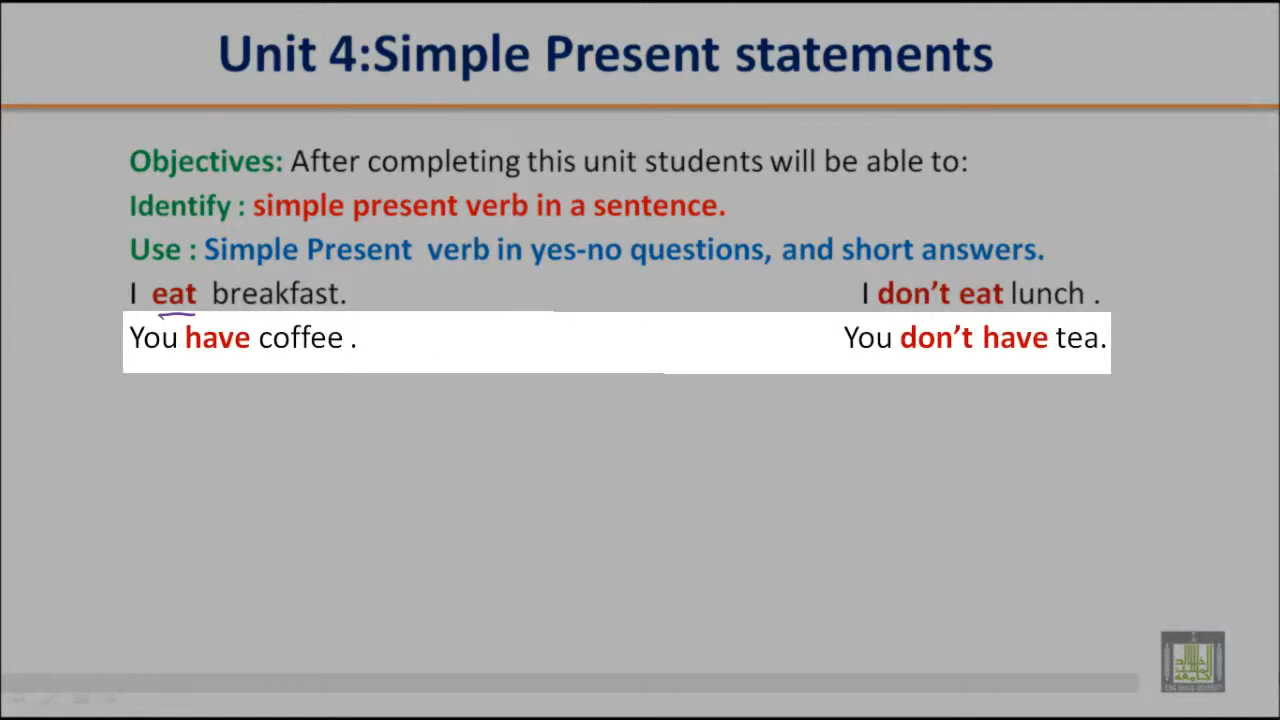 Unit 4:Simple Present statements
Objectives: After completing this unit students will be able to:
Identify : simple present verb in a sentence.
Use : Simple Present verb in yes-no questions, and short answers.
I eat breakfast. I don’t eat lunch .
You have coffee . You don’t have tea.